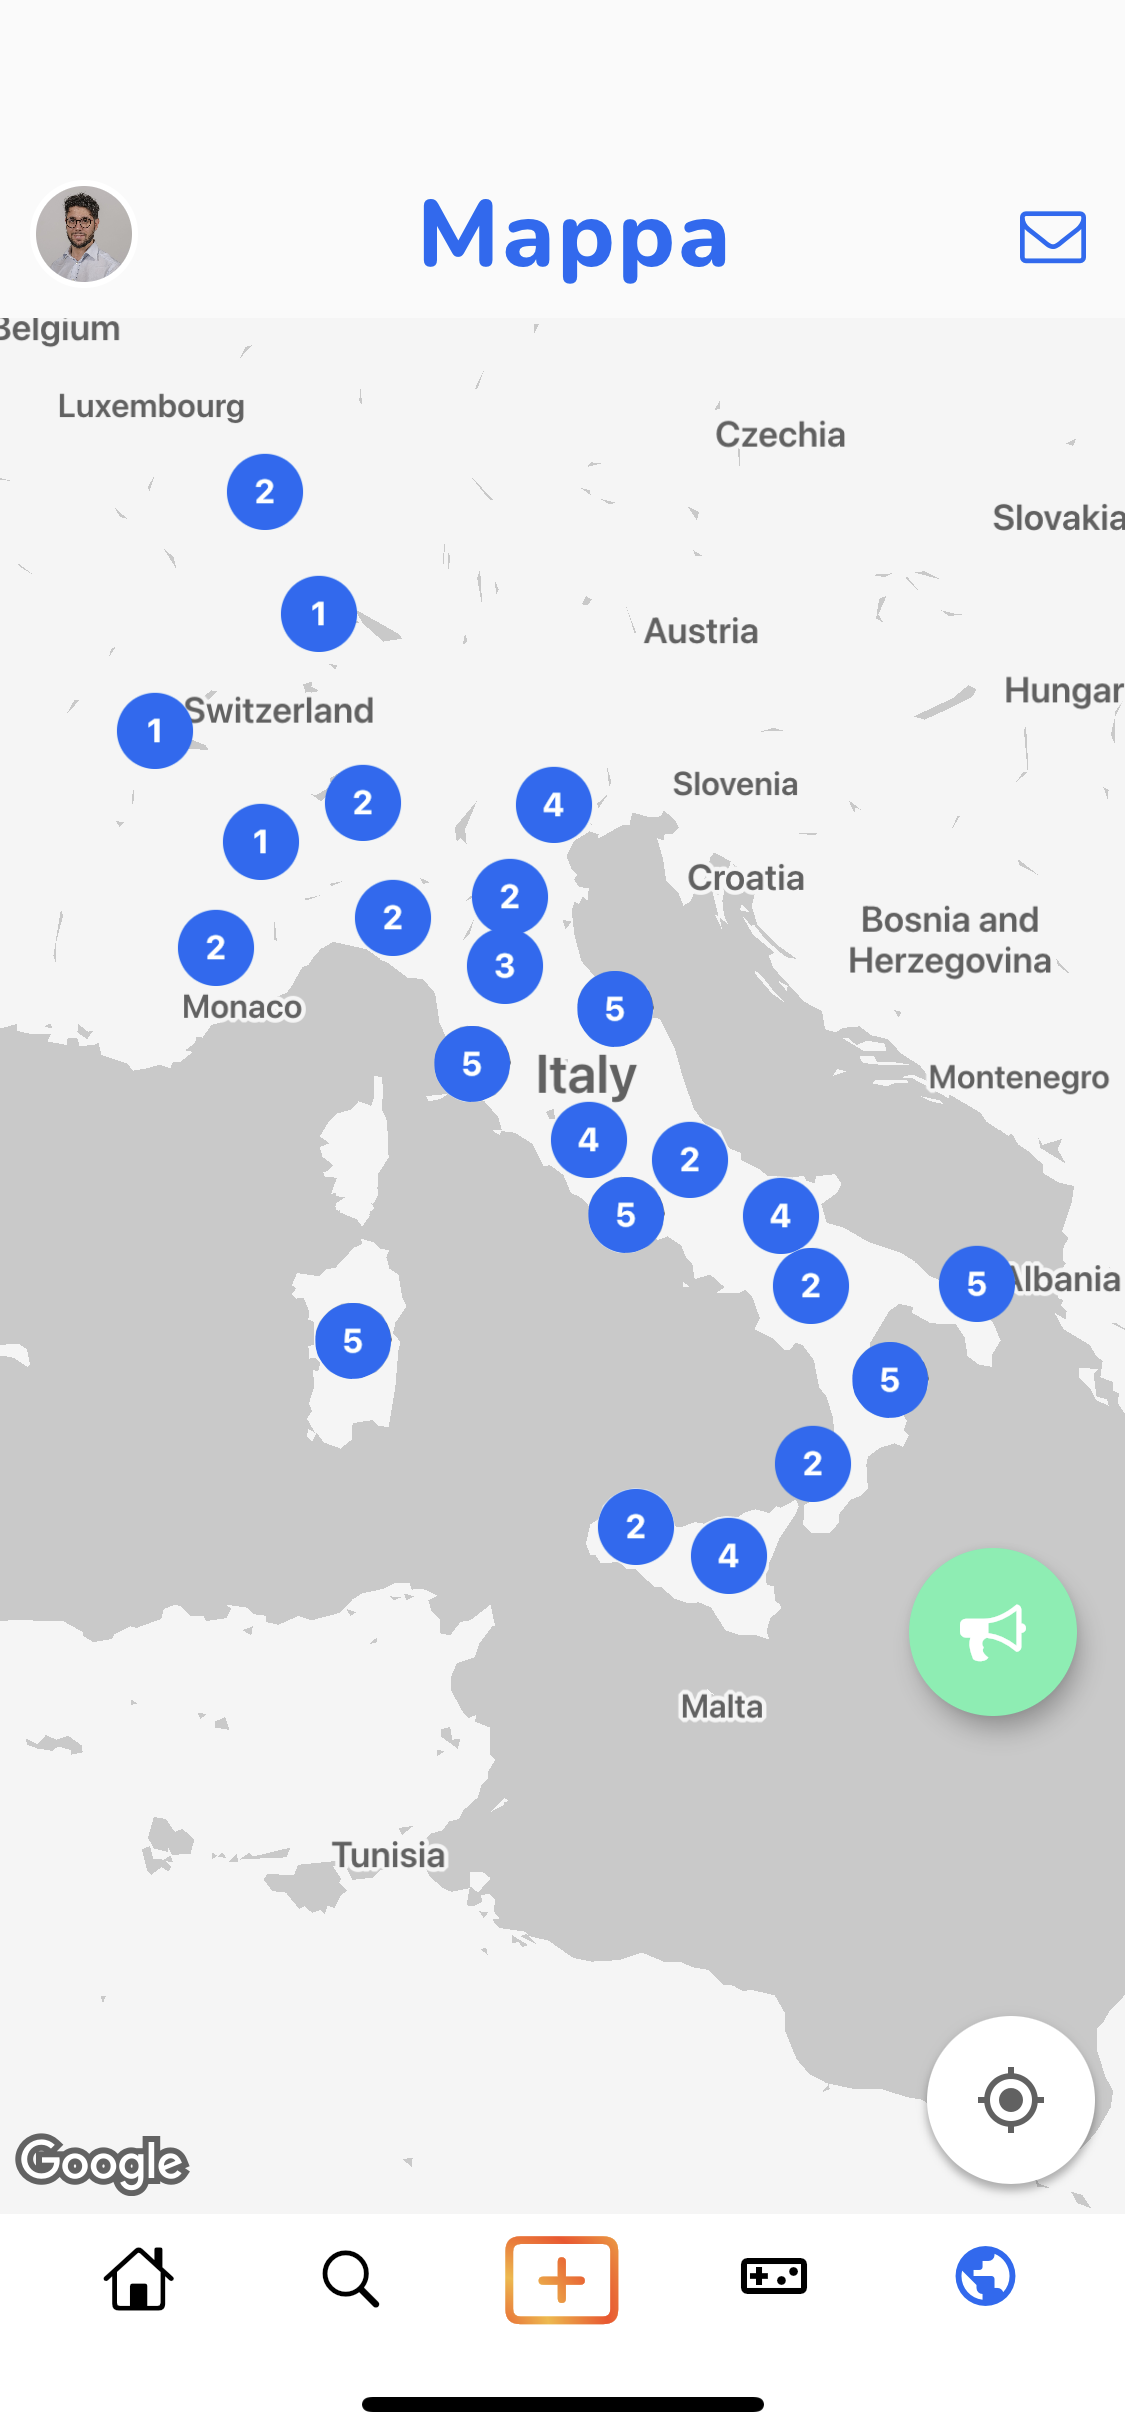 Mappa
Belgium
Luxembourg
Czechia
2
Slovakia
1
Austria
Hungar
1
Switzerland
2
4
Slovenia
1
Croatia
2
2
Bosnia and
Herzegovina
2
3
Monaco
5
5
Italy
Montenegro
4
2
5
4
2
5
Albania
5
5
2
2
4
Malta
Tunisia
Google